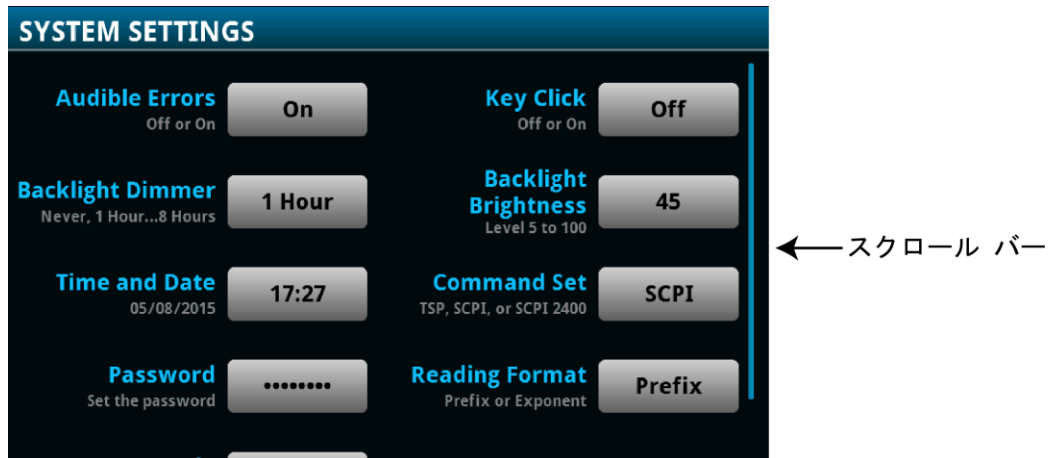 SYSTEM SETTINGS
Audible Errors
Off or On
On
Key Click
Off or On
Off
Backlight Dimmer
Never, 1 Hour...8 Hours
1 Hour
Backlight
Brightness
Level 5 to 100
45
スクロール バー
Time and Date
05/08/2015
17:27
Command Set
TSP, SCPI, or SCPI 2400
SCPI
Password
Set the password
••••••••
Reading Format
Prefix or Exponent
Prefix